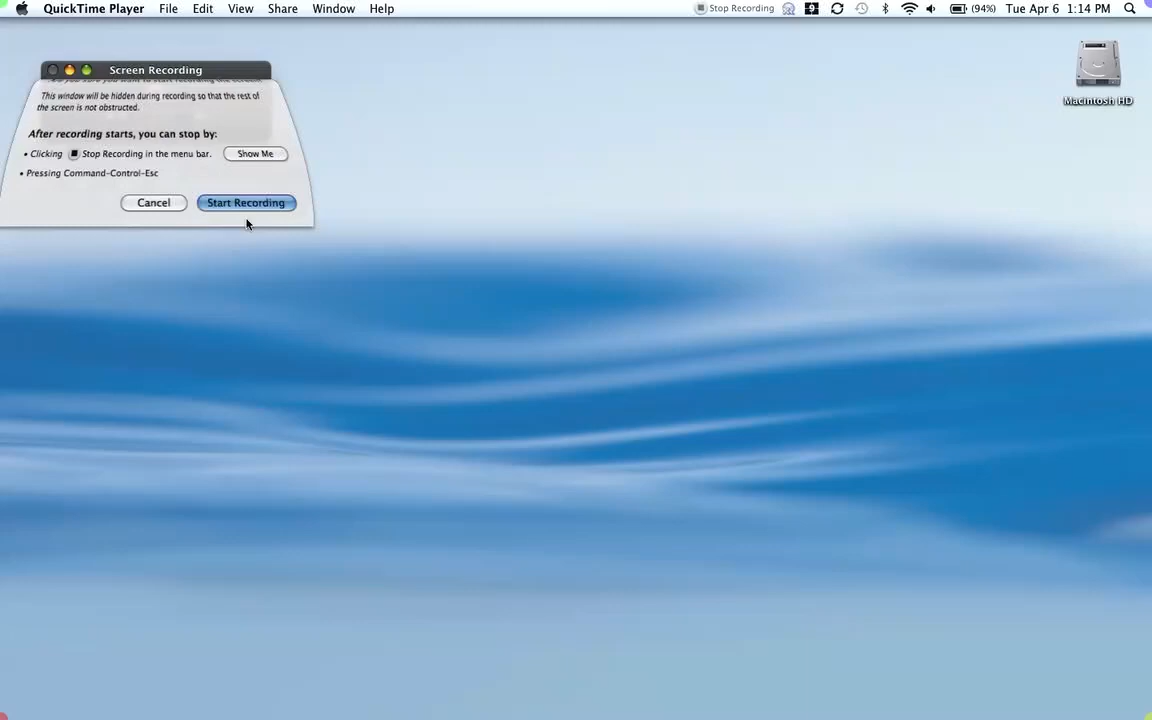 QuickTime Player File Edit View Share Window Help Stop Recording 9 (94%) Tue Apr 6 1:14 PM
Screen Recording
This window will be hidden during recording so that the rest of
the screen is not obstructed.
After recording starts, you can stop by:
• Clicking Stop Recording in the menu bar. Show Me
• Pressing Command-Control-Esc
Cancel Start Recording
Macintosh HD